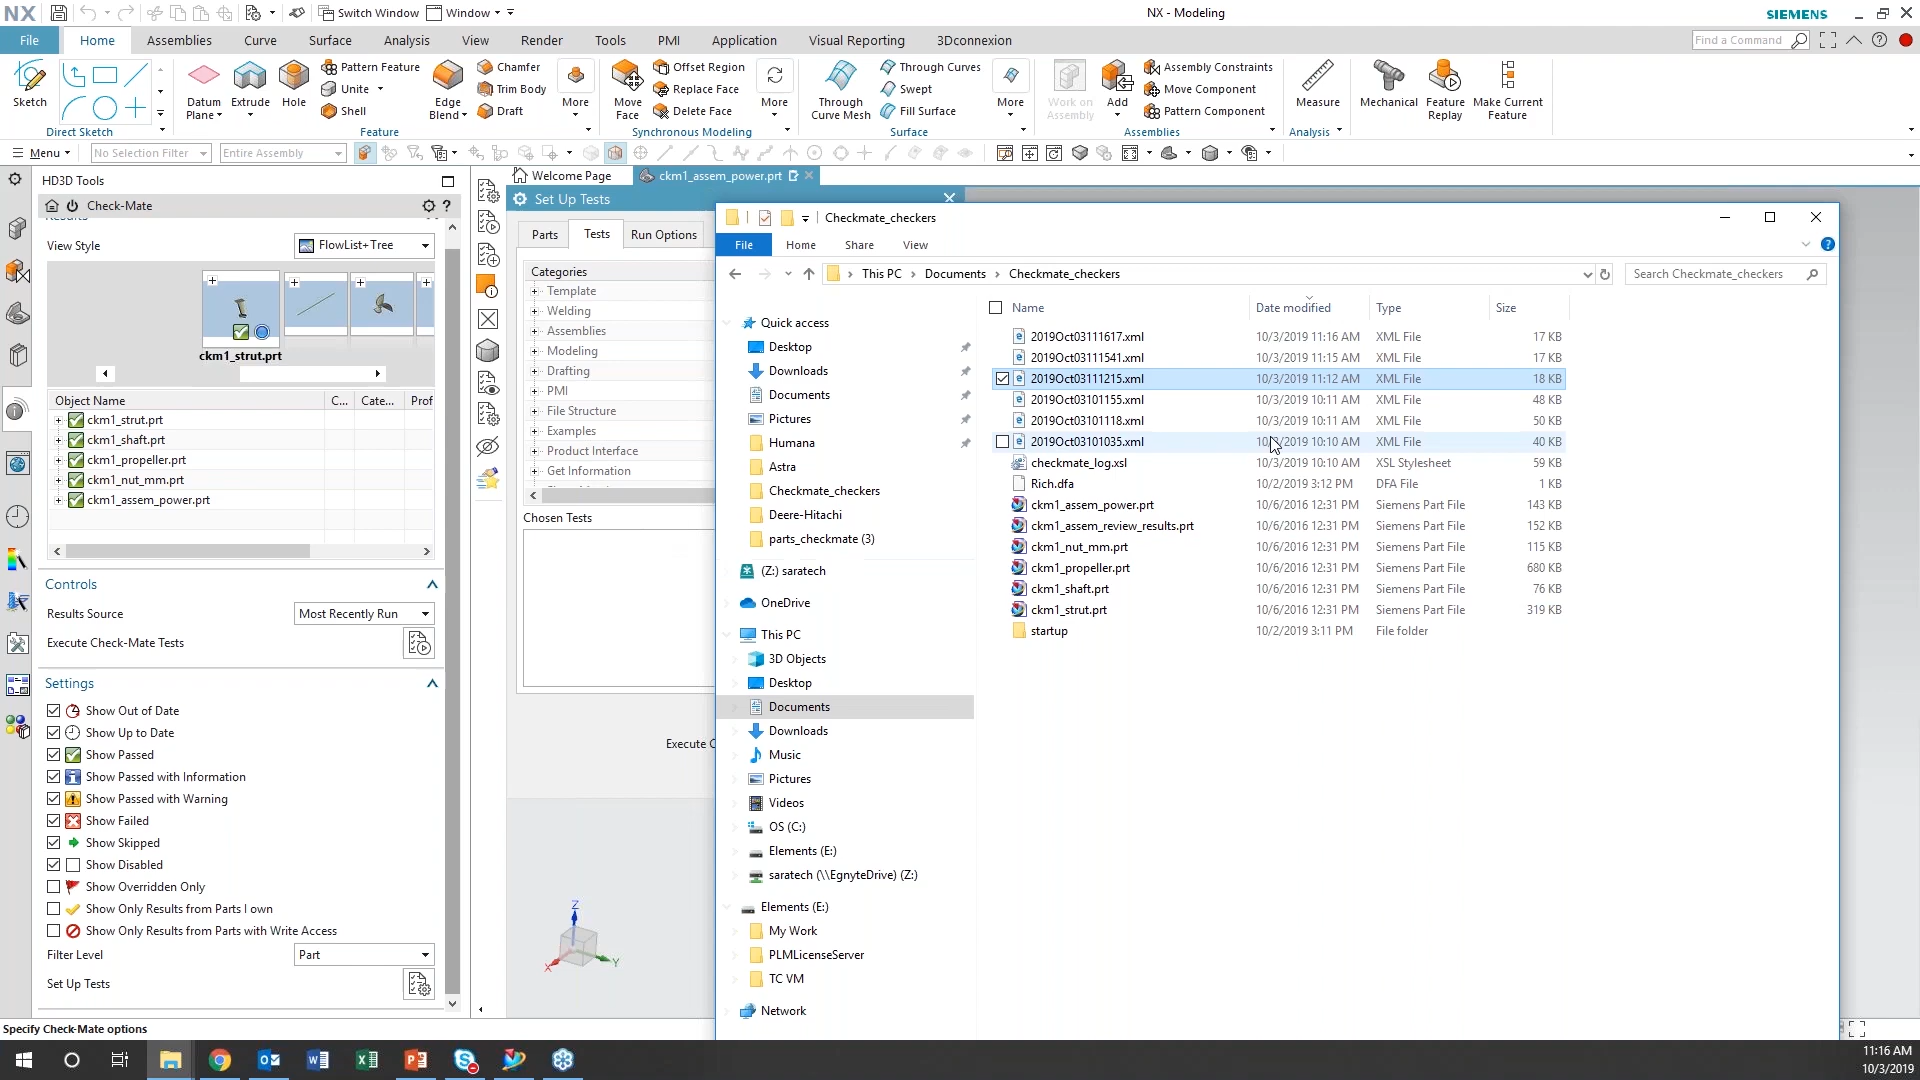 NX
Switch Window
Window
NX - Modeling
SIEMENS
File
Home
Assemblies
Curve
Surface
Analysis
View
Render
Tools
PMI
Application
Visual Reporting
3Dconnexion
Find a Command
Sketch
Datum Plane
Extrude
Hole
Pattern Feature
Unite
Shell
Edge Blend
Chamfer
Trim Body
Draft
More
Move Face
Offset Region
Replace Face
Delete Face
More
Through Curve Mesh
Through Curves
Swept
Fill Surface
More
Work on Assembly
Add
Assembly Constraints
Move Component
Pattern Component
Measure
Mechanical
Feature Replay
Make Current Feature
Direct Sketch
Feature
Synchronous Modeling
Surface
Assemblies
Analysis
Menu
No Selection Filter
Entire Assembly
HD3D Tools
Check-Mate
View Style
FlowList+Tree
ckm1_strut.prt
Object Name
C...
Cate...
Prof
ckm1_strut.prt
ckm1_shaft.prt
ckm1_propeller.prt
ckm1_nut_mm.prt
ckm1_assem_power.prt
Controls
Results Source
Most Recently Run
Execute Check-Mate Tests
Settings
Show Out of Date
Show Up to Date
Show Passed
Show Passed with Information
Show Passed with Warning
Show Failed
Show Skipped
Show Disabled
Show Overridden Only
Show Only Results from Parts I own
Show Only Results from Parts with Write Access
Filter Level
Part
Set Up Tests
Specify Check-Mate options
Welcome Page
ckm1_assem_power.prt
Set Up Tests
Parts
Tests
Run Options
Categories
Template
Welding
Assemblies
Modeling
Drafting
PMI
File Structure
Examples
Product Interface
Get Information
Chosen Tests
Execute C
Z
X
Y
Checkmate_checkers
File
Home
Share
View
This PC
Documents
Checkmate_checkers
Search Checkmate_checkers
Quick access
Desktop
Downloads
Documents
Pictures
Humana
Astra
Checkmate_checkers
Deere-Hitachi
parts_checkmate (3)
(Z:) saratech
OneDrive
This PC
3D Objects
Desktop
Documents
Downloads
Music
Pictures
Videos
OS (C:)
Elements (E:)
saratech (\\EgnyteDrive) (Z:)
Elements (E:)
My Work
PLMLicenseServer
TC VM
Network
Name
Date modified
Type
Size
2019Oct03111617.xml 10/3/2019 11:16 AM XML File 17 KB
2019Oct03111541.xml 10/3/2019 11:15 AM XML File 17 KB
2019Oct03111215.xml 10/3/2019 11:12 AM XML File 18 KB
2019Oct03101155.xml 10/3/2019 10:11 AM XML File 48 KB
2019Oct03101118.xml 10/3/2019 10:11 AM XML File 50 KB
2019Oct03101035.xml 10/3/2019 10:10 AM XML File 40 KB
checkmate_log.xsl 10/3/2019 10:10 AM XSL Stylesheet 59 KB
Rich.dfa 10/2/2019 3:12 PM DFA File 1 KB
ckm1_assem_power.prt 10/6/2016 12:31 PM Siemens Part File 143 KB
ckm1_assem_review_results.prt 10/6/2016 12:31 PM Siemens Part File 152 KB
ckm1_nut_mm.prt 10/6/2016 12:31 PM Siemens Part File 115 KB
ckm1_propeller.prt 10/6/2016 12:31 PM Siemens Part File 680 KB
ckm1_shaft.prt 10/6/2016 12:31 PM Siemens Part File 76 KB
ckm1_strut.prt 10/6/2016 12:31 PM Siemens Part File 319 KB
startup 10/2/2019 3:11 PM File folder
11:16 AM
10/3/2019